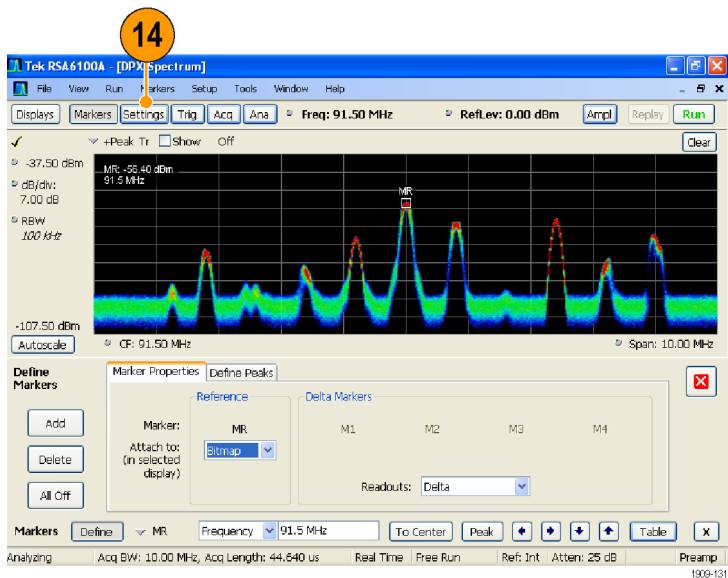 14
Tek RSA6100A - [DPX Spectrum]
File View Run Markers Setup Tools Window Help
Displays Markers Settings Trig Acq Ana Freq: 91.50 MHz RefLev: 0.00 dBm Ampl Replay Run
+Peak Tr Show Off Clear
-37.50 dBm
dB/div:
7.00 dB
RBW
100 kHz
MR: -56.40 dBm
91.5 MHz
MR
-107.50 dBm
Autoscale CF: 91.50 MHz Span: 10.00 MHz
Define
Markers
Add
Delete
All Off
Marker Properties Define Peaks
Reference Delta Markers
Marker: MR M1 M2 M3 M4
Attach to:
(in selected
display)
Bitmap
Readouts: Delta
Markers Define MR Frequency 91.5 MHz To Center Peak Table X
Analyzing Acq BW: 10.00 MHz, Acq Length: 44.640 us Real Time Free Run Ref: Int Atten: 25 dB Preamp
1909-131